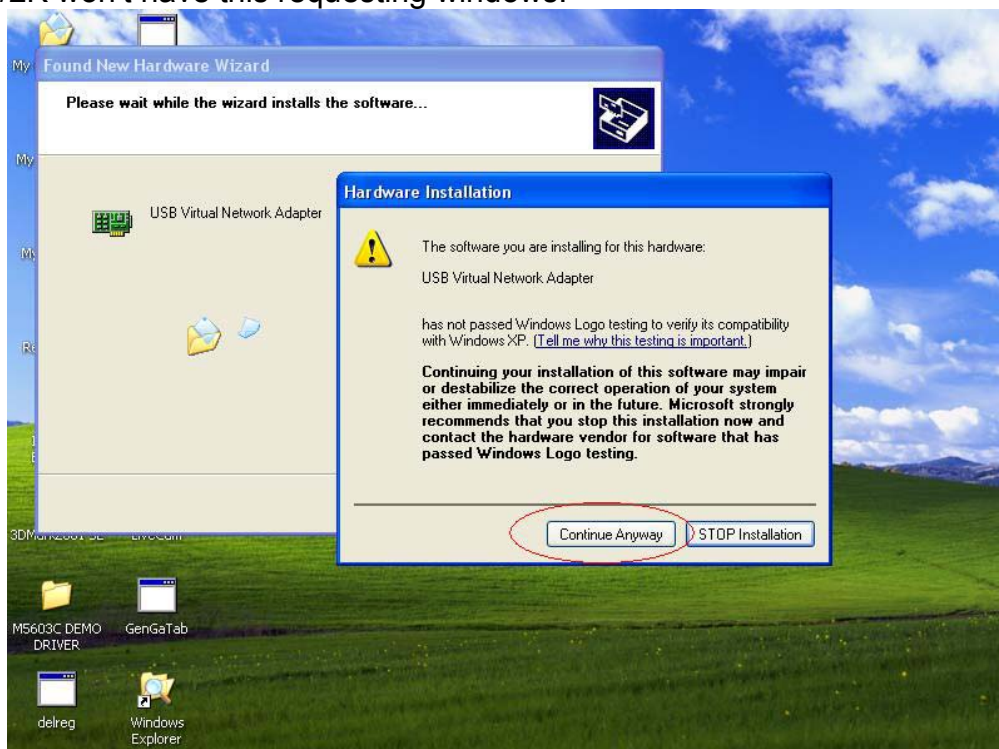 My
Found New Hardware Wizard
Please wait while the wizard installs the software...
My
USB Virtual Network Adapter
My
Re
Hardware Installation
The software you are installing for this hardware:
USB Virtual Network Adapter
has not passed Windows Logo testing to verify its compatibility
with Windows XP. (Tell me why this testing is important.)
Continuing your installation of this software may impair
or destabilize the correct operation of your system
either immediately or in the future. Microsoft strongly
recommends that you stop this installation now and
contact the hardware vendor for software that has
passed Windows Logo testing.
Continue Anyway
STOP Installation
M5603C DEMO
DRIVER
GenGaTab
delreg
Windows
Explorer